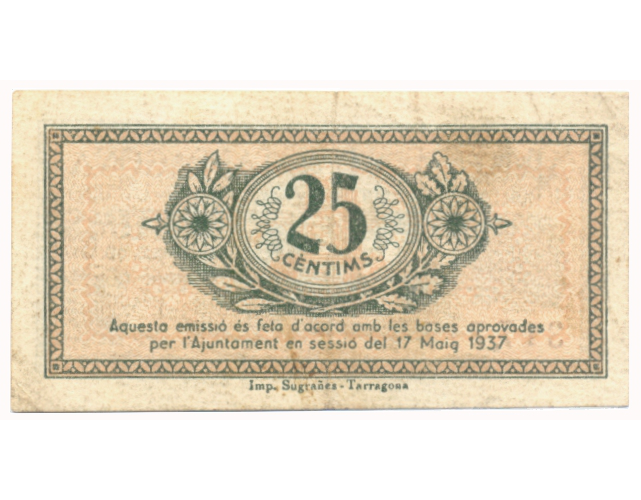 25
CÈNTIMS
Aquesta emissió és feta d'acord amb les bases aprovades
per l'Ajuntament en sessió del 17 Maig 1937
Imp. Sugrañes - Tarragona